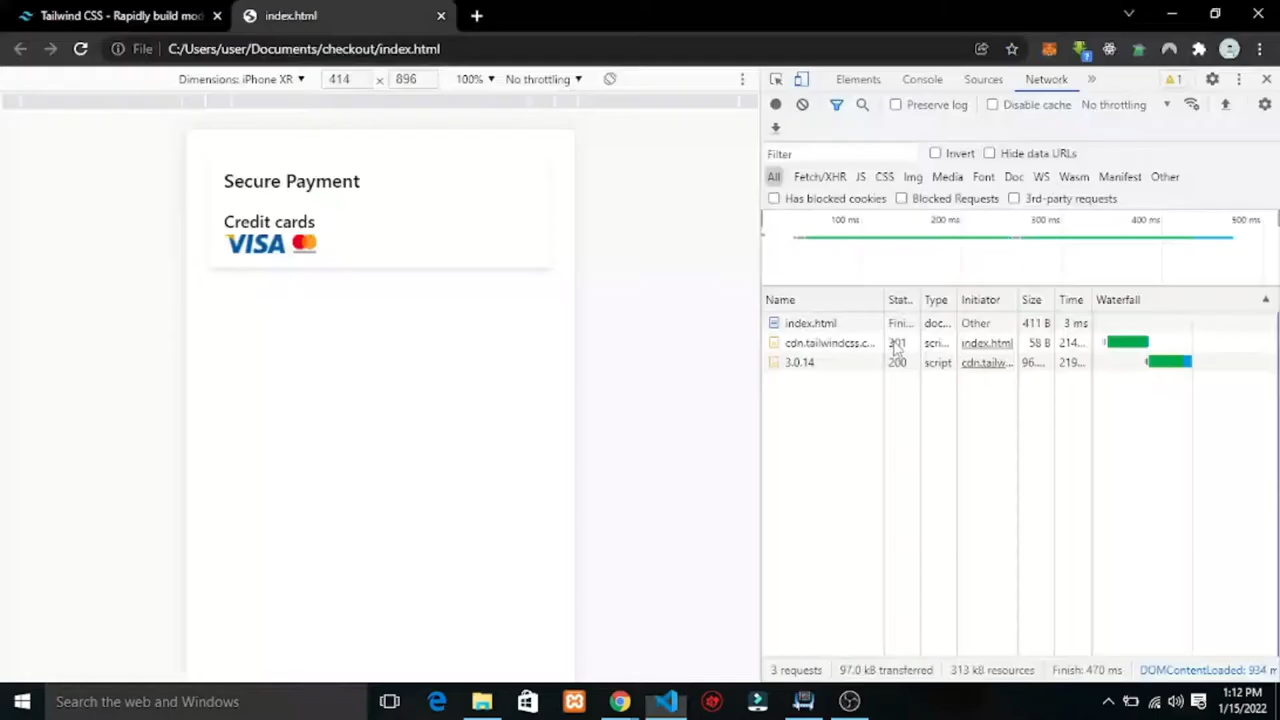 Tailwind CSS - Rapidly build mod
index.html
File
C:/Users/user/Documents/checkout/index.html
Dimensions: iPhone XR
414
x
896
100%
No throttling
Elements
Console
Sources
Network
1
Preserve log
Disable cache
No throttling
Filter
Invert
Hide data URLs
All
Fetch/XHR
JS
CSS
Img
Media
Font
Doc
WS
Wasm
Manifest
Other
Has blocked cookies
Blocked Requests
3rd-party requests
100 ms
200 ms
300 ms
400 ms
500 ms
Name
Stat..
Type
Initiator
Size
Time
Waterfall
index.html
Fini...
doc...
Other
411 B
3 ms
cdn.tailwindcss.c...
scri...
index.html
58 B
214...
3.0.14
200
script
cdn.tailw...
96....
219...
Secure Payment
Credit cards
VISA
3 requests
97.0 kB transferred
313 kB resources
Finish: 470 ms
DOMContentLoaded: 934 m
Search the web and Windows
1:12 PM
1/15/2022